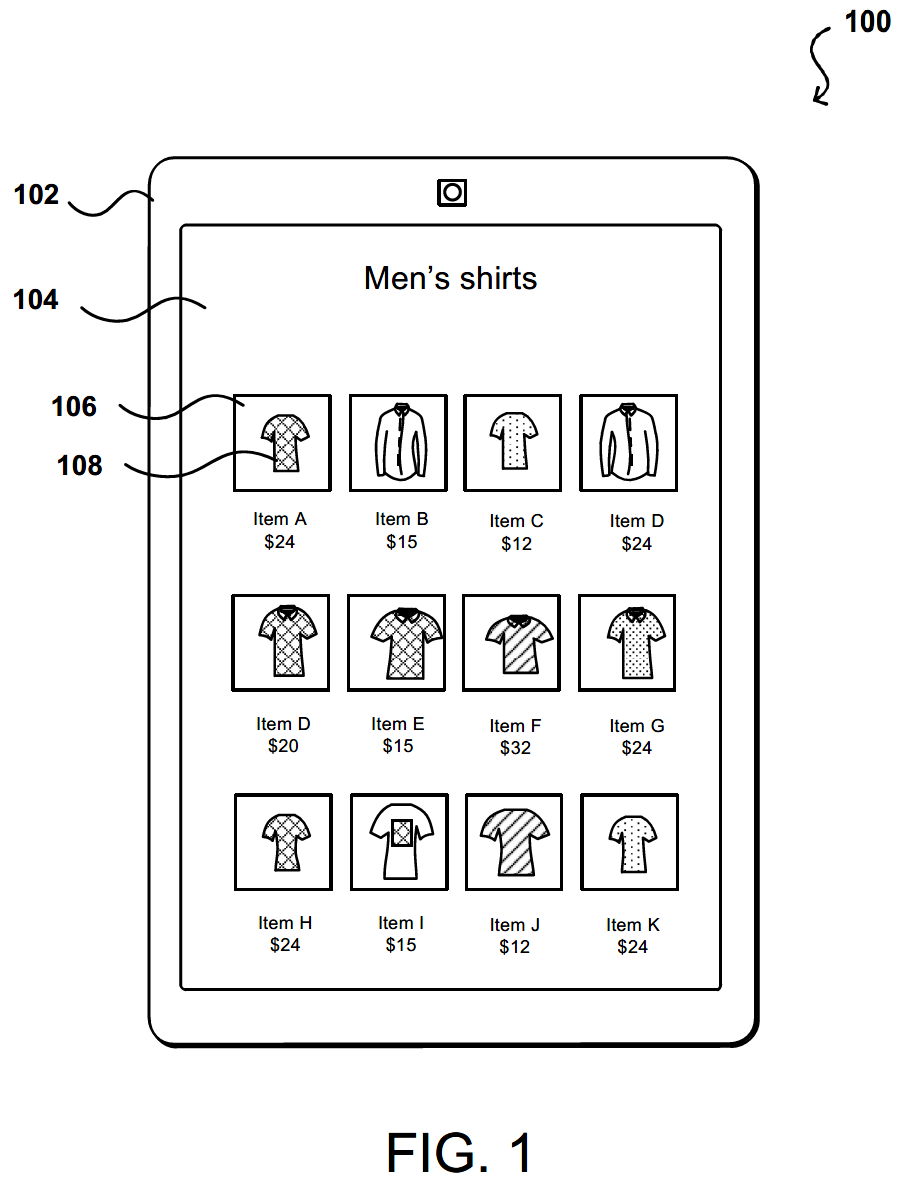 100
102
Men's shirts
104
106
108
Item A Item B Item C Item D
$24 $15 $12 $24
Item D Item E Item F Item G
$20 $15 $32 $24
Item H Item I Item J Item K
$24 $15 $12 $24
FIG. 1